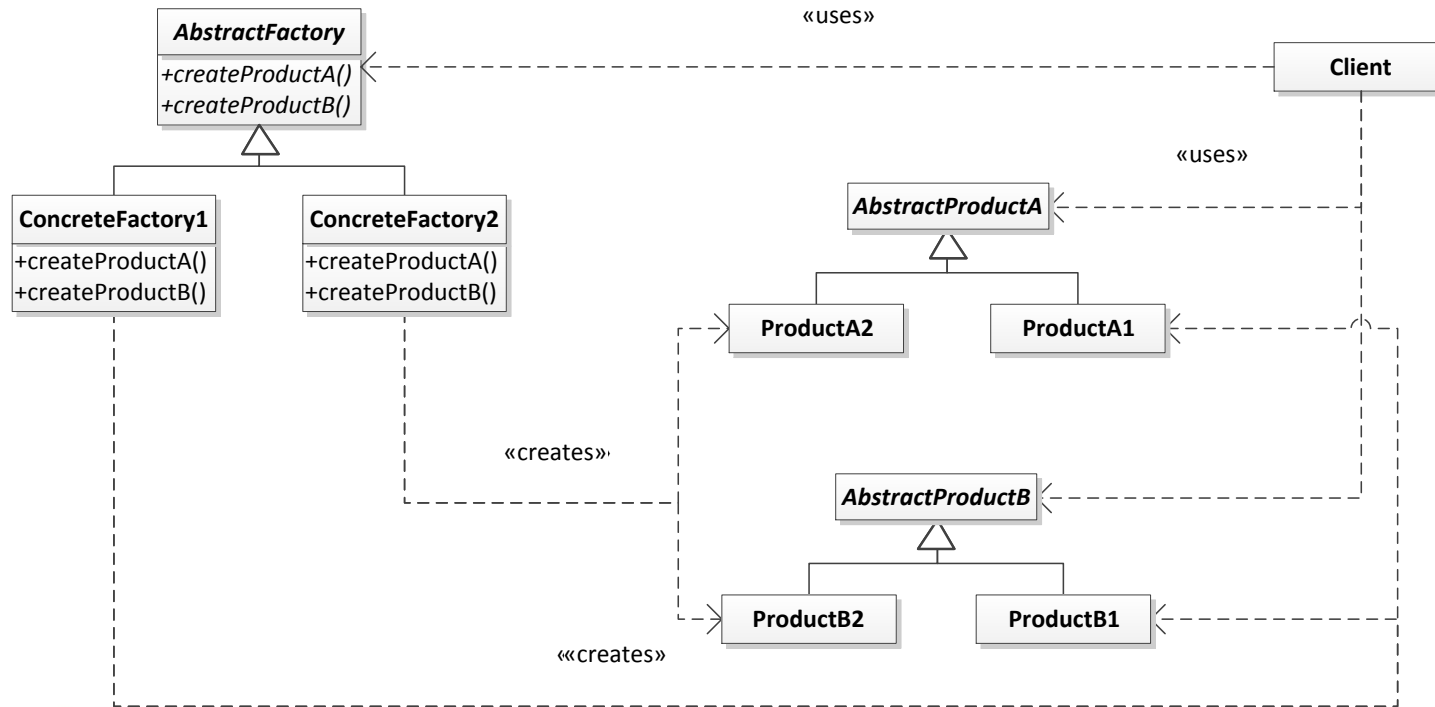 «uses»
AbstractFactory
+createProductA()
+createProductB()
Client
«uses»
AbstractProductA
ConcreteFactory1
+createProductA()
+createProductB()
ConcreteFactory2
+createProductA()
+createProductB()
ProductA2
ProductA1
«creates»
AbstractProductB
ProductB2
ProductB1
«creates»